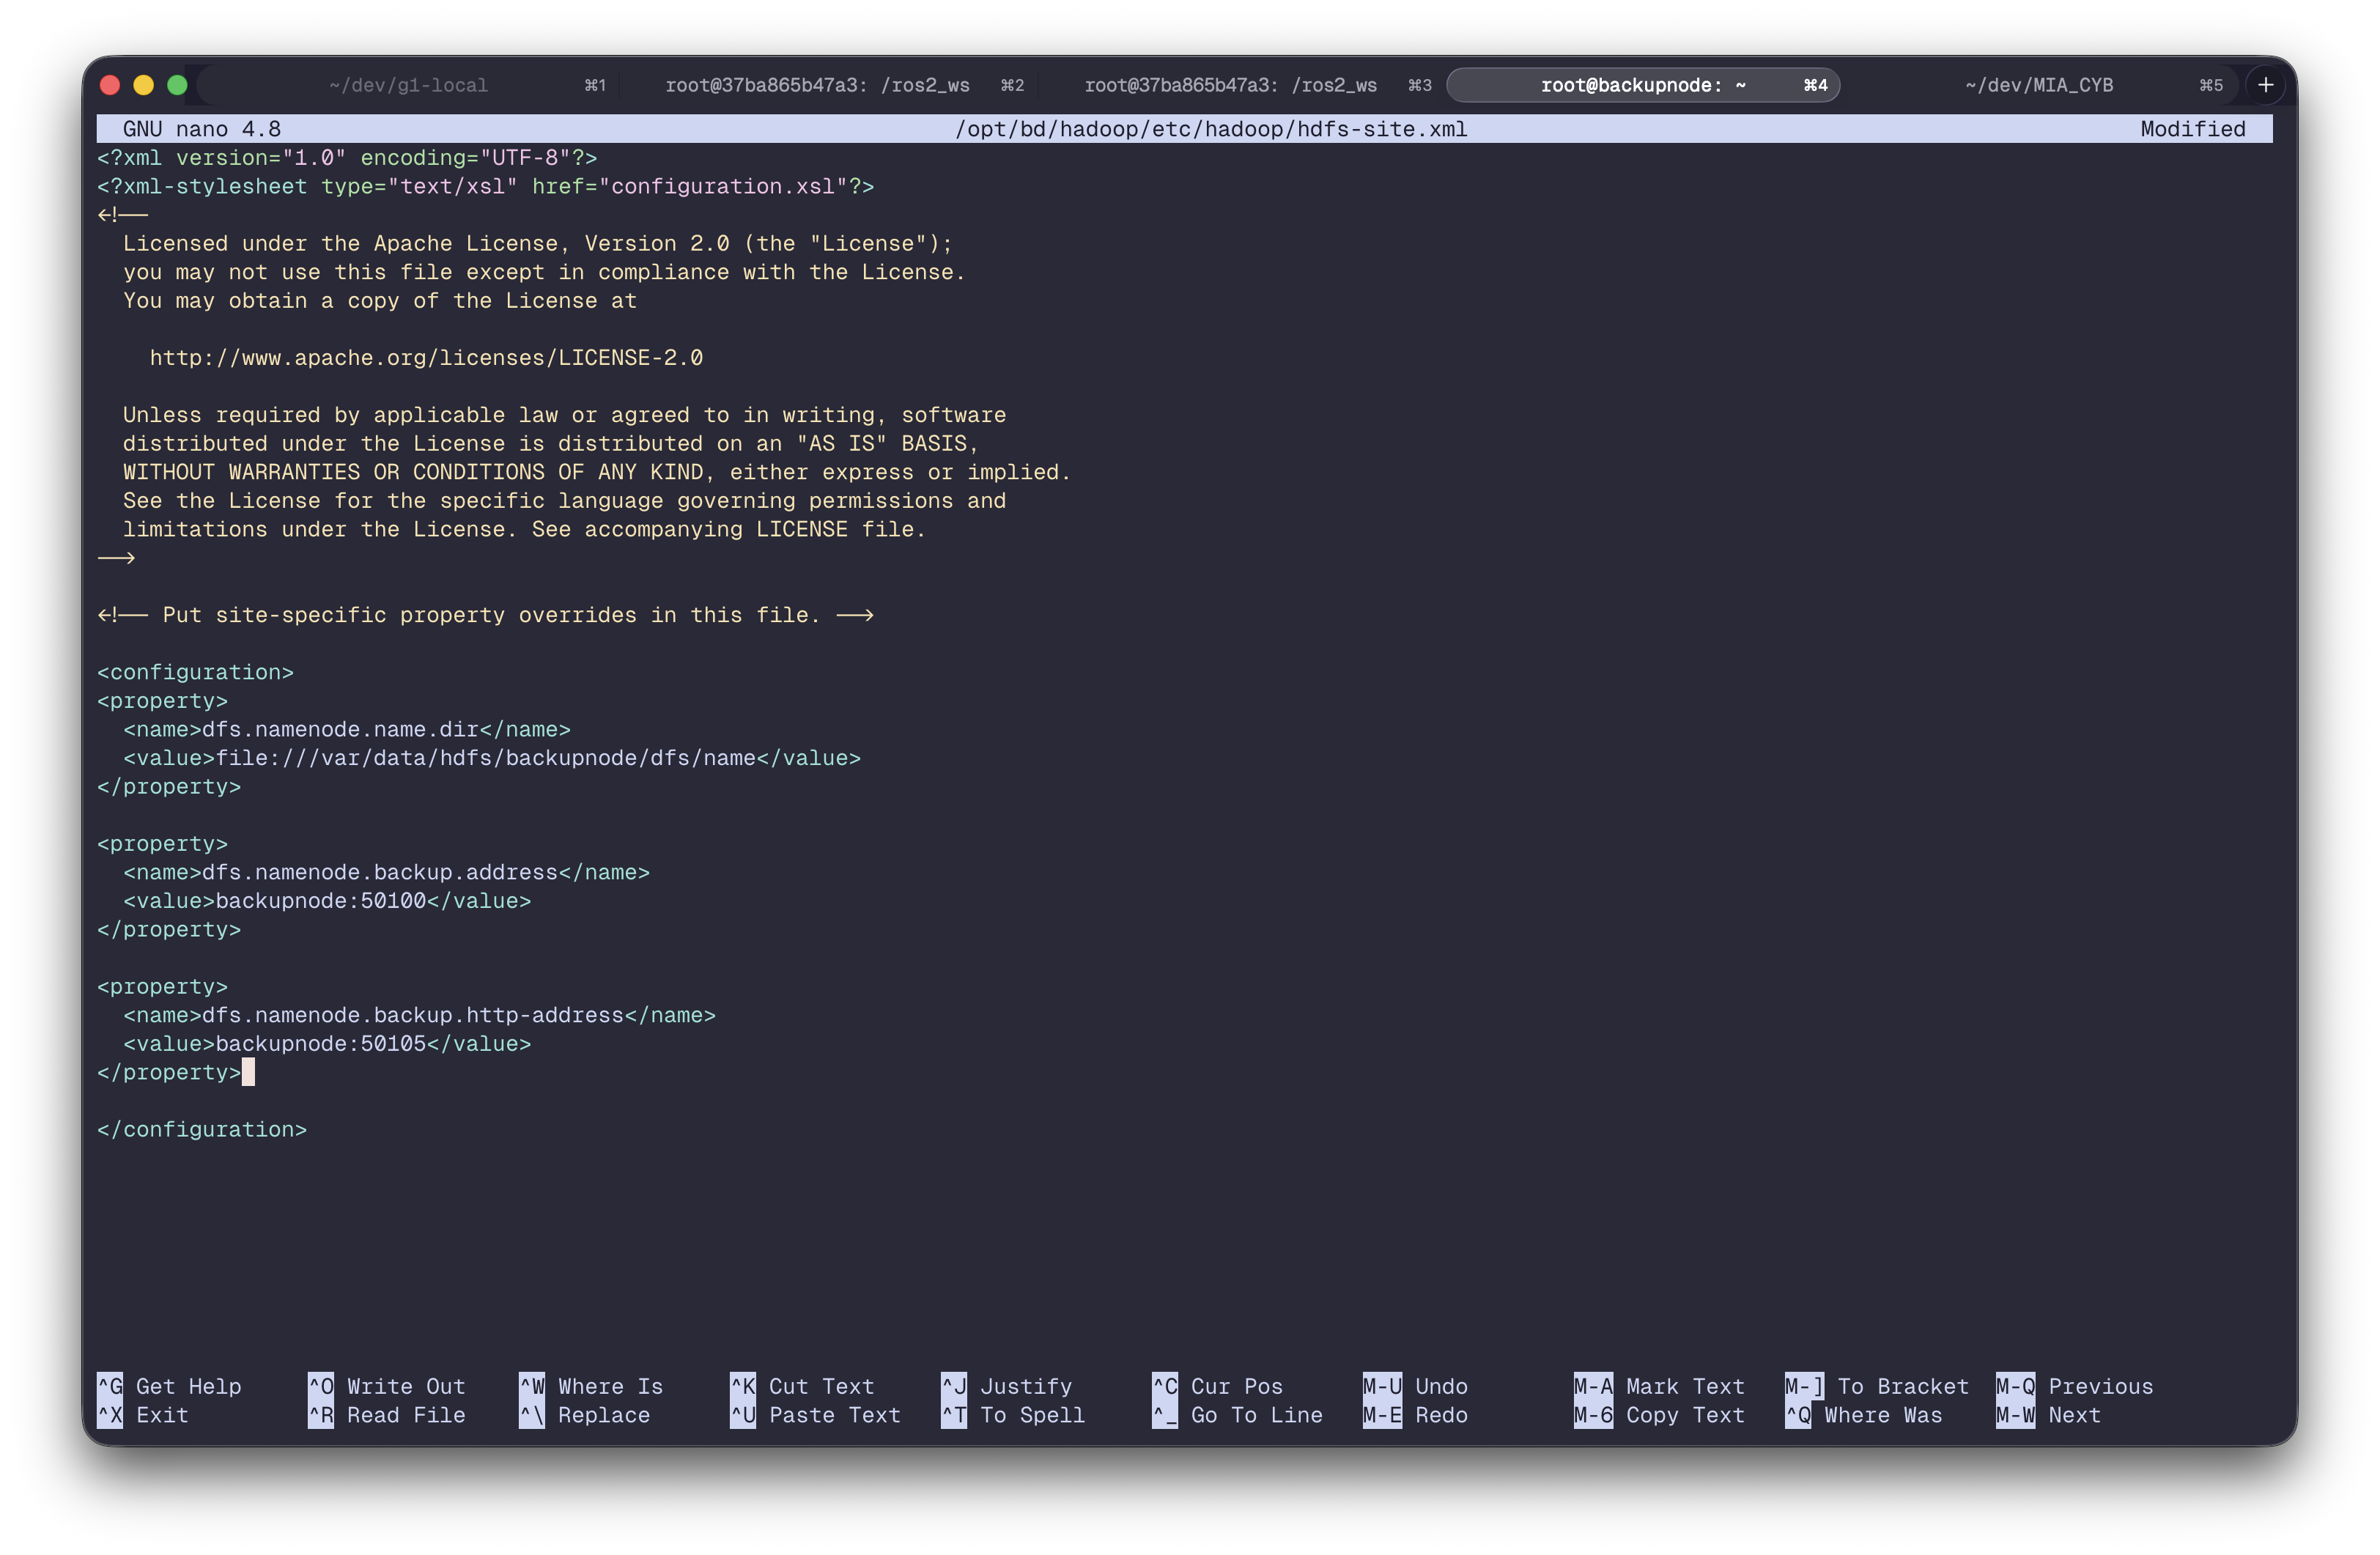 ~/dev/g1-local ⌘1 root@37ba865b47a3: /ros2_ws ⌘2 root@37ba865b47a3: /ros2_ws ⌘3 root@backupnode: ~ ⌘4 ~/dev/MIA_CYB ⌘5 +
GNU nano 4.8 /opt/bd/hadoop/etc/hadoop/hdfs-site.xml Modified
<?xml version="1.0" encoding="UTF-8"?>
<?xml-stylesheet type="text/xsl" href="configuration.xsl"?>
<!--
  Licensed under the Apache License, Version 2.0 (the "License");
  you may not use this file except in compliance with the License.
  You may obtain a copy of the License at

    http://www.apache.org/licenses/LICENSE-2.0

  Unless required by applicable law or agreed to in writing, software
  distributed under the License is distributed on an "AS IS" BASIS,
  WITHOUT WARRANTIES OR CONDITIONS OF ANY KIND, either express or implied.
  See the License for the specific language governing permissions and
  limitations under the License. See accompanying LICENSE file.
-->

<!-- Put site-specific property overrides in this file. -->

<configuration>
<property>
  <name>dfs.namenode.name.dir</name>
  <value>file:///var/data/hdfs/backupnode/dfs/name</value>
</property>

<property>
  <name>dfs.namenode.backup.address</name>
  <value>backupnode:50100</value>
</property>

<property>
  <name>dfs.namenode.backup.http-address</name>
  <value>backupnode:50105</value>
</property>

</configuration>

^G Get Help ^O Write Out ^W Where Is ^K Cut Text ^J Justify ^C Cur Pos M-U Undo M-A Mark Text M-] To Bracket M-Q Previous
^X Exit ^R Read File ^\ Replace ^U Paste Text ^T To Spell ^_ Go To Line M-E Redo M-6 Copy Text ^Q Where Was M-W Next